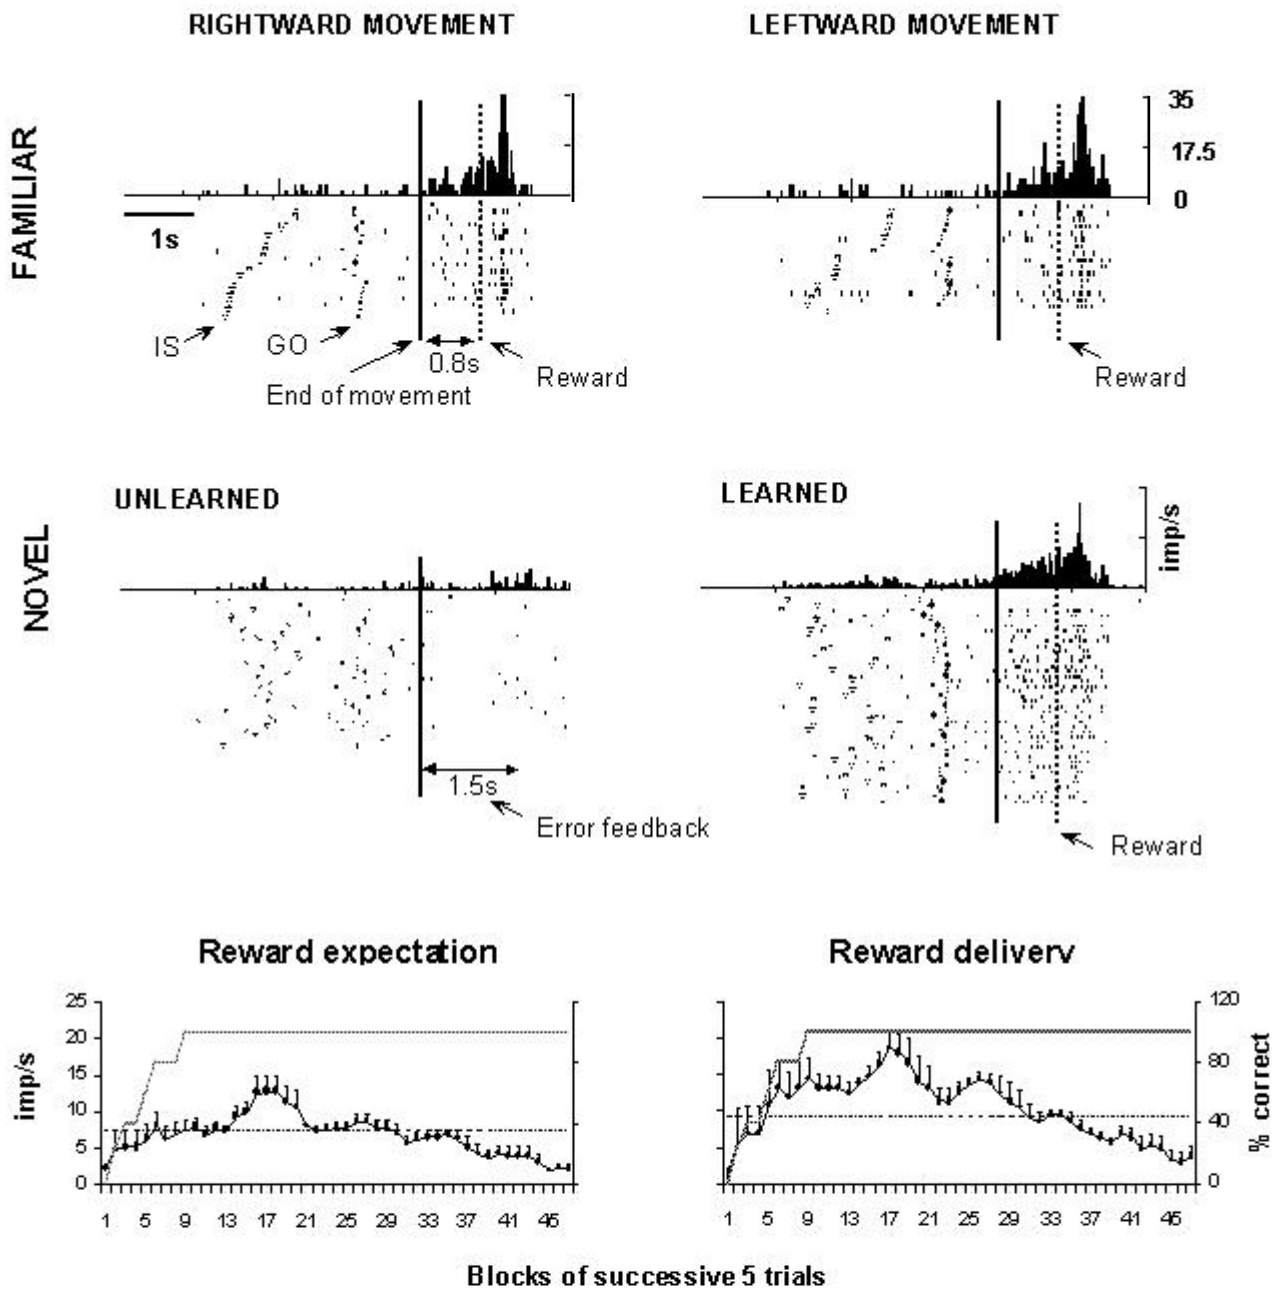 RIGHTWARD MOVEMENT
LEFTWARD MOVEMENT
FAMILIAR
35
17.5
0
1s
IS
GO
0.8s
End of movement
Reward
Reward
NOVEL
UNLEARNED
LEARNED
imp/s
1.5s
Error feedback
Reward
Reward expectation
Reward delivery
imp/s
25
20
15
10
5
0
1 5 9 13 17 21 25 29 33 37 41 45
120
80
40
0
% correct
1 5 9 13 17 21 25 29 33 37 41 45
Blocks of successive 5 trials